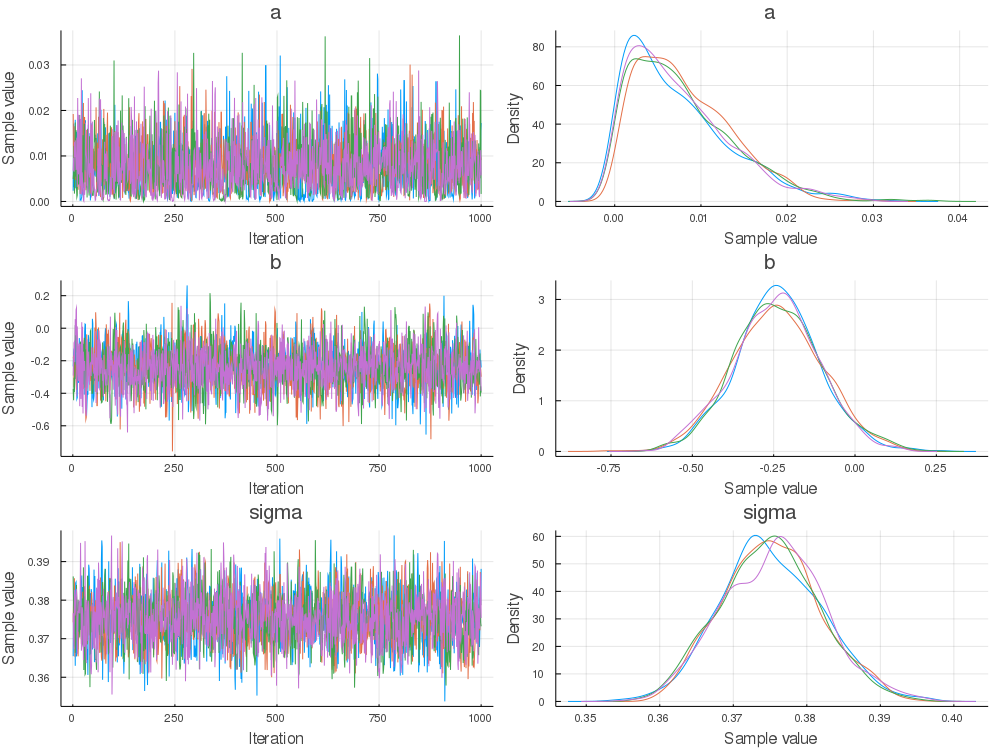 a
Sample value
0.03
0.02
0.01
0.00
0 250 500 750 1000
Iteration
a
Density
80
60
40
20
0
0.00 0.01 0.02 0.03 0.04
Sample value
b
Sample value
0.2
0.0
-0.2
-0.4
-0.6
0 250 500 750 1000
Iteration
b
Density
3
2
1
0
-0.75 -0.50 -0.25 0.00 0.25
Sample value
sigma
Sample value
0.39
0.38
0.37
0.36
0 250 500 750 1000
Iteration
sigma
Density
60
50
40
30
20
10
0
0.35 0.36 0.37 0.38 0.39 0.40
Sample value